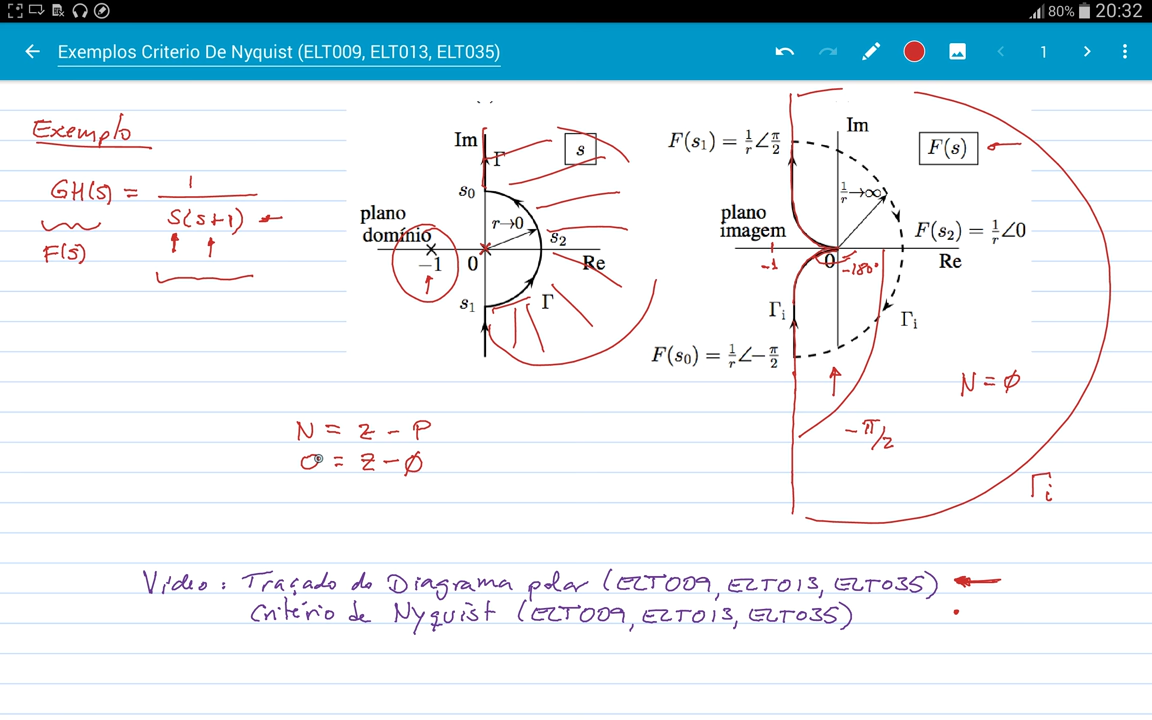 80% 20:32
Exemplos Criterio De Nyquist (ELT009, ELT013, ELT035)
1
Exemplo
GH(s) = 1 / s(s+1)
F(s)
Im
Γ
s
s0
plano
domínio
r→0
s2
-1
0
Re
s1
Γ
F(s1) = 1/r ∠ π/2
Im
F(s)
1/r → ∞
plano
imagem
F(s2) = 1/r ∠0
-1
0
-180°
Re
Γi
Γi
F(s0) = 1/r ∠ -π/2
N = ø
-π/2
Γi
N = Z - P
0 = Z - ø
Vídeo: Traçado do Diagrama polar (ELT009, ELT013, ELT035)
Critério de Nyquist (ELT009, ELT013, ELT035)